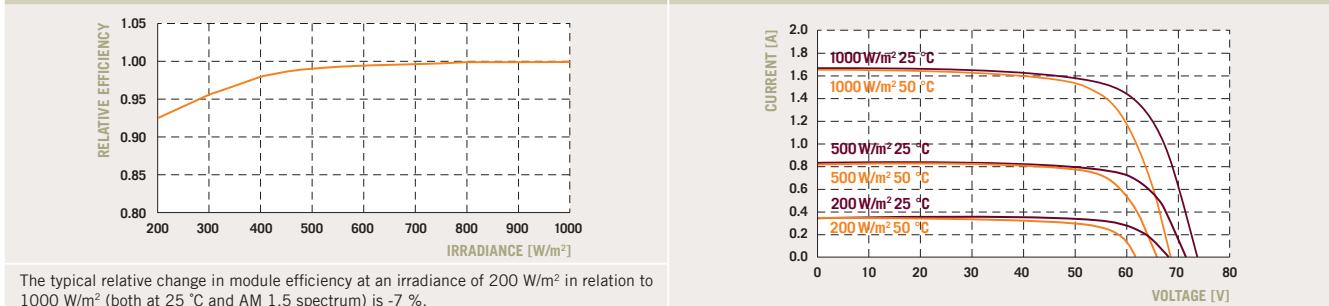 RELATIVE EFFICIENCY
1.05
1.00
0.95
0.90
0.85
0.80
200 300 400 500 600 700 800 900 1000
IRRADIANCE [W/m²]
The typical relative change in module efficiency at an irradiance of 200 W/m² in relation to
1000 W/m² (both at 25 °C and AM 1.5 spectrum) is -7 %.
CURRENT [A]
2.0
1.8
1.6
1.4
1.2
1.0
0.8
0.6
0.4
0.2
0.0
1000 W/m² 25 °C
1000 W/m² 50 °C
500 W/m² 25 °C
500 W/m² 50 °C
200 W/m² 25 °C
200 W/m² 50 °C
0 10 20 30 40 50 60 70 80
VOLTAGE [V]